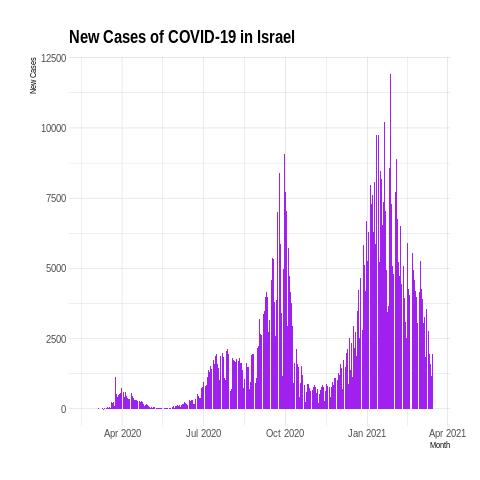 New Cases of COVID-19 in Israel
New Cases
12500
10000
7500
5000
2500
0
Apr 2020
Jul 2020
Oct 2020
Jan 2021
Apr 2021
Month